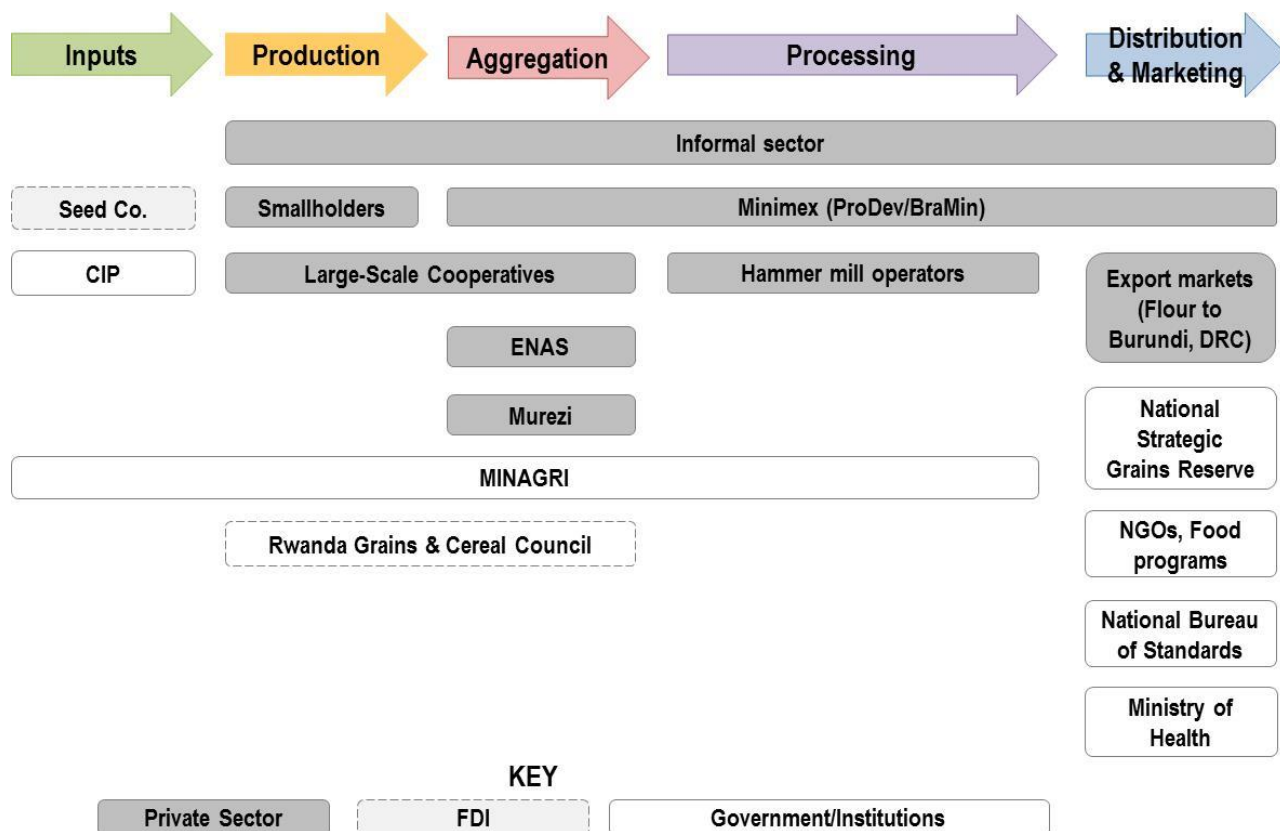 Inputs
Production
Aggregation
Processing
Distribution
& Marketing
Informal sector
Seed Co.
Smallholders
Minimex (ProDev/BraMin)
CIP
Large-Scale Cooperatives
Hammer mill operators
Export markets
(Flour to
Burundi, DRC)
ENAS
Murezi
National
Strategic
Grains Reserve
MINAGRI
Rwanda Grains & Cereal Council
NGOs, Food
programs
National Bureau
of Standards
Ministry of
Health
KEY
Private Sector
FDI
Government/Institutions